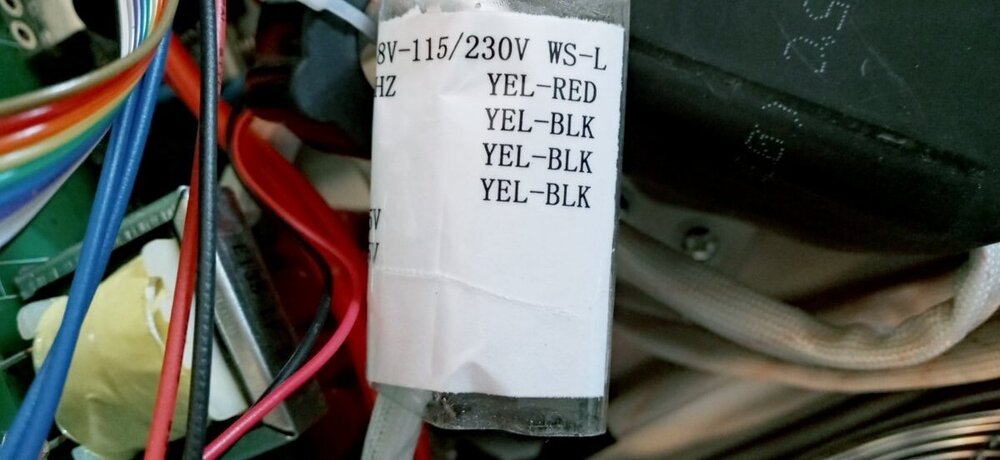 8V-115/230V WS-L
HZ YEL-RED
YEL-BLK
YEL-BLK
YEL-BLK
V
V